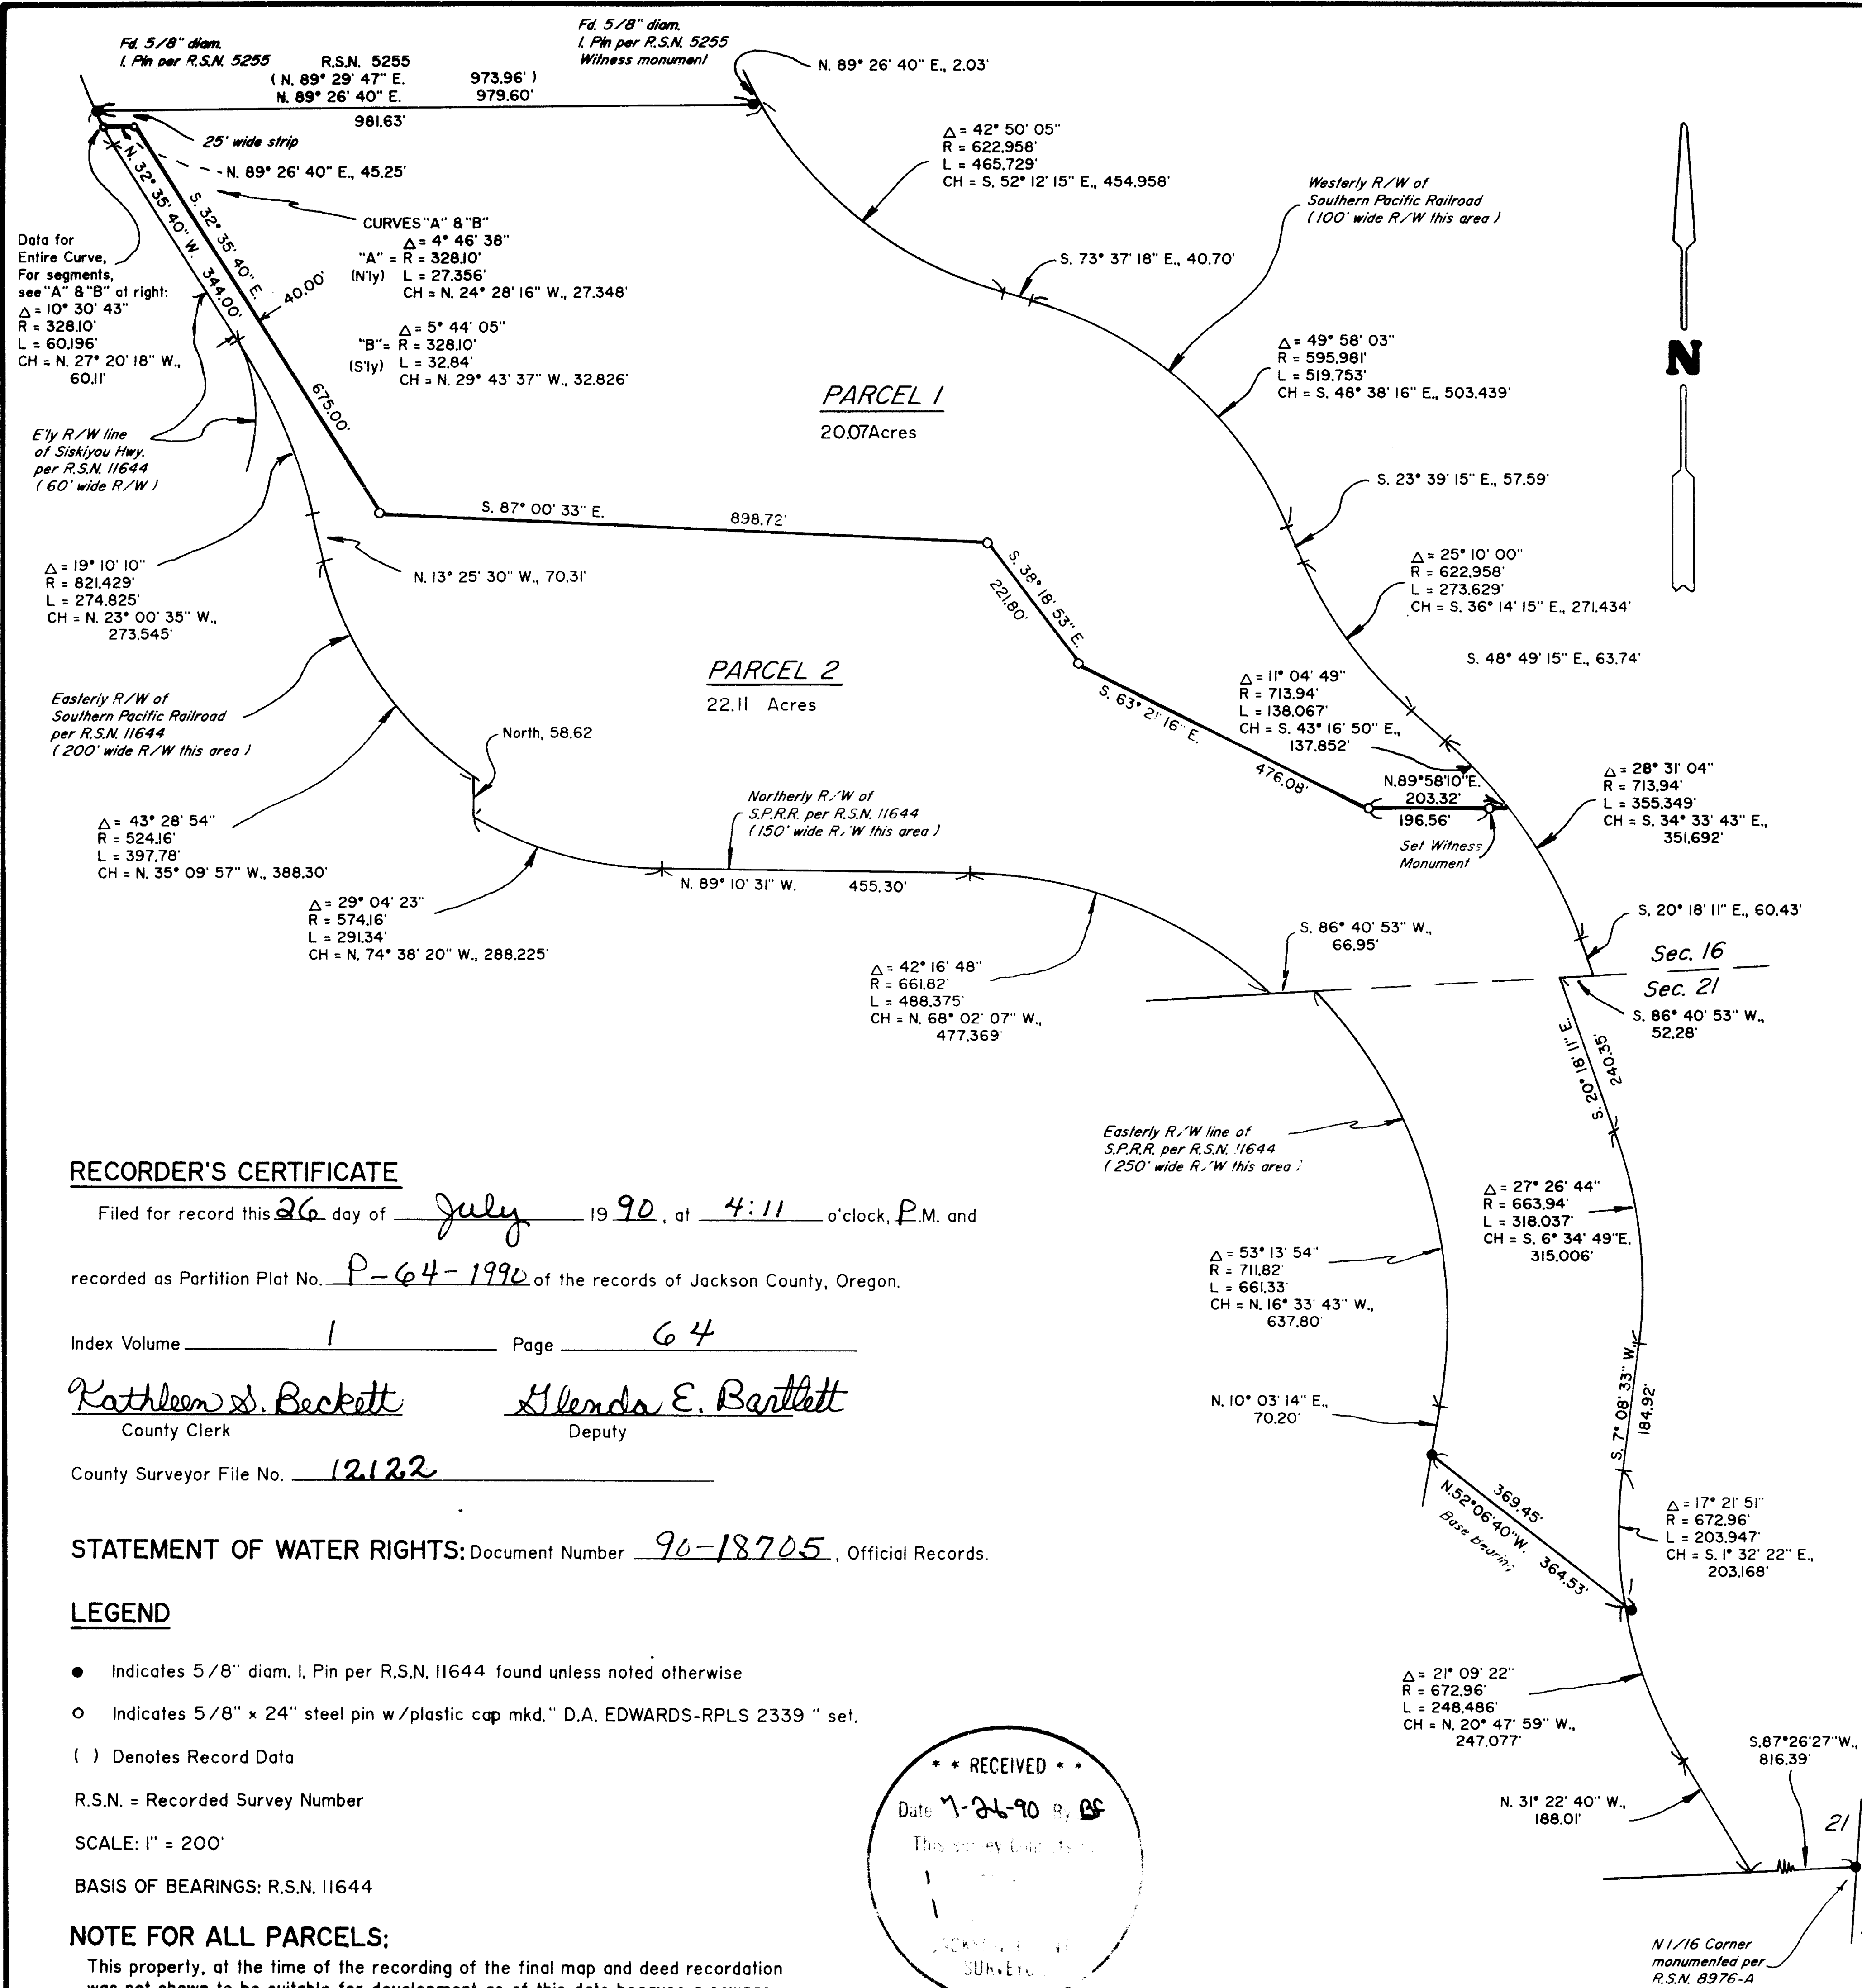 Fd. 5/8" diam.
I. Pin per R.S.N. 5255
R.S.N. 5255
( N. 89° 29' 47" E. 973.96' )
N. 89° 26' 40" E. 979.60'
981.63'
Fd. 5/8" diam.
I. Pin per R.S.N. 5255
Witness monument
N. 89° 26' 40" E., 2.03'
25' wide strip
N. 89° 26' 40" E., 45.25'
N. 32° 35' 40" W. 344.00'
S. 32° 35' 40" E.
40.00'
675.00'
CURVES "A" & "B"
Δ = 4° 46' 38"
"A" = R = 328.10'
(N'ly) L = 27.356'
CH = N. 24° 28' 16" W., 27.348'
Δ = 5° 44' 05"
"B" = R = 328.10'
(S'ly) L = 32.84'
CH = N. 29° 43' 37" W., 32.826'
Data for
Entire Curve,
For segments,
see "A" & "B" at right:
Δ = 10° 30' 43"
R = 328.10'
L = 60.196'
CH = N. 27° 20' 18" W.,
60.11'
E'ly R/W line
of Siskiyou Hwy.
per R.S.N. 11644
( 60' wide R/W )
Δ = 42° 50' 05"
R = 622.958'
L = 465.729'
CH = S. 52° 12' 15" E., 454.958'
Westerly R/W of
Southern Pacific Railroad
( 100' wide R/W this area )
S. 73° 37' 18" E., 40.70'
Δ = 49° 58' 03"
R = 595.981'
L = 519.753'
CH = S. 48° 38' 16" E., 503.439'
N
PARCEL 1
20.07Acres
S. 23° 39' 15" E., 57.59'
S. 87° 00' 33" E. 898.72'
Δ = 19° 10' 10"
R = 821.429'
L = 274.825'
CH = N. 23° 00' 35" W.,
273.545'
N. 13° 25' 30" W., 70.31'
S. 38° 18' 53" E.
221.80'
Δ = 25° 10' 00"
R = 622.958'
L = 273.629'
CH = S. 36° 14' 15" E., 271.434'
S. 48° 49' 15" E., 63.74'
PARCEL 2
22.11 Acres
Easterly R/W of
Southern Pacific Railroad
per R.S.N. 11644
( 200' wide R/W this area )
North, 58.62
S. 63° 21' 16" E.
476.08'
Δ = 11° 04' 49"
R = 713.94'
L = 138.067'
CH = S. 43° 16' 50" E.,
137.852'
N.89°58'10"E.
203.32'
196.56'
Set Witness
Monument
Δ = 28° 31' 04"
R = 713.94'
L = 355.349'
CH = S. 34° 33' 43" E.,
351.692'
Δ = 43° 28' 54"
R = 524.16'
L = 397.78'
CH = N. 35° 09' 57" W., 388.30'
Northerly R/W of
S.P.R.R. per R.S.N. 11644
( 150' wide R/W this area )
N. 89° 10' 31" W. 455.30'
Δ = 29° 04' 23"
R = 574.16'
L = 291.34'
CH = N. 74° 38' 20" W., 288.225'
S. 20° 18' 11" E., 60.43'
Sec. 16
Sec. 21
S. 86° 40' 53" W.,
66.95'
S. 86° 40' 53" W.,
52.28'
Δ = 42° 16' 48"
R = 661.82'
L = 488.375'
CH = N. 68° 02' 07" W.,
477.369'
S. 20° 18' 11" E.
240.35'
Easterly R/W line of
S.P.R.R. per R.S.N. 11644
( 250' wide R/W this area )
Δ = 27° 26' 44"
R = 663.94'
L = 318.037'
CH = S. 6° 34' 49"E.
315.006'
Δ = 53° 13' 54"
R = 711.82'
L = 661.33'
CH = N. 16° 33' 43" W.,
637.80'
S. 7° 08' 33" W.
184.92'
N. 10° 03' 14" E.,
70.20'
369.45'
N.52°06'40"W. 364.53'
Base Bearing
Δ = 17° 21' 51"
R = 672.96'
L = 203.947'
CH = S. 1° 32' 22" E.,
203.168'
Δ = 21° 09' 22"
R = 672.96'
L = 248.486'
CH = N. 20° 47' 59" W.,
247.077'
N. 31° 22' 40" W.,
188.01'
S.87°26'27"W.,
816.39'
21
N 1/16 Corner
monumented per
R.S.N. 8976-A
RECORDER'S CERTIFICATE
Filed for record this 26 day of July 1990, at 4:11 o'clock, P.M. and
recorded as Partition Plat No. P-64-1990 of the records of Jackson County, Oregon.
Index Volume 1 Page 64
Kathleen S. Beckett Glenda E. Bartlett
County Clerk Deputy
County Surveyor File No. 12122
STATEMENT OF WATER RIGHTS: Document Number 90-18705, Official Records.
LEGEND
● Indicates 5/8" diam. I. Pin per R.S.N. 11644 found unless noted otherwise
○ Indicates 5/8" × 24" steel pin w/plastic cap mkd." D.A. EDWARDS-RPLS 2339 " set.
( ) Denotes Record Data
R.S.N. = Recorded Survey Number
SCALE: 1" = 200'
BASIS OF BEARINGS: R.S.N. 11644
* * RECEIVED * *
Date 7-26-90 By BF
This
NOTE FOR ALL PARCELS:
This property, at the time of the recording of the final map and deed recordation
was not shown to be suitable for development as of this date because a sewage